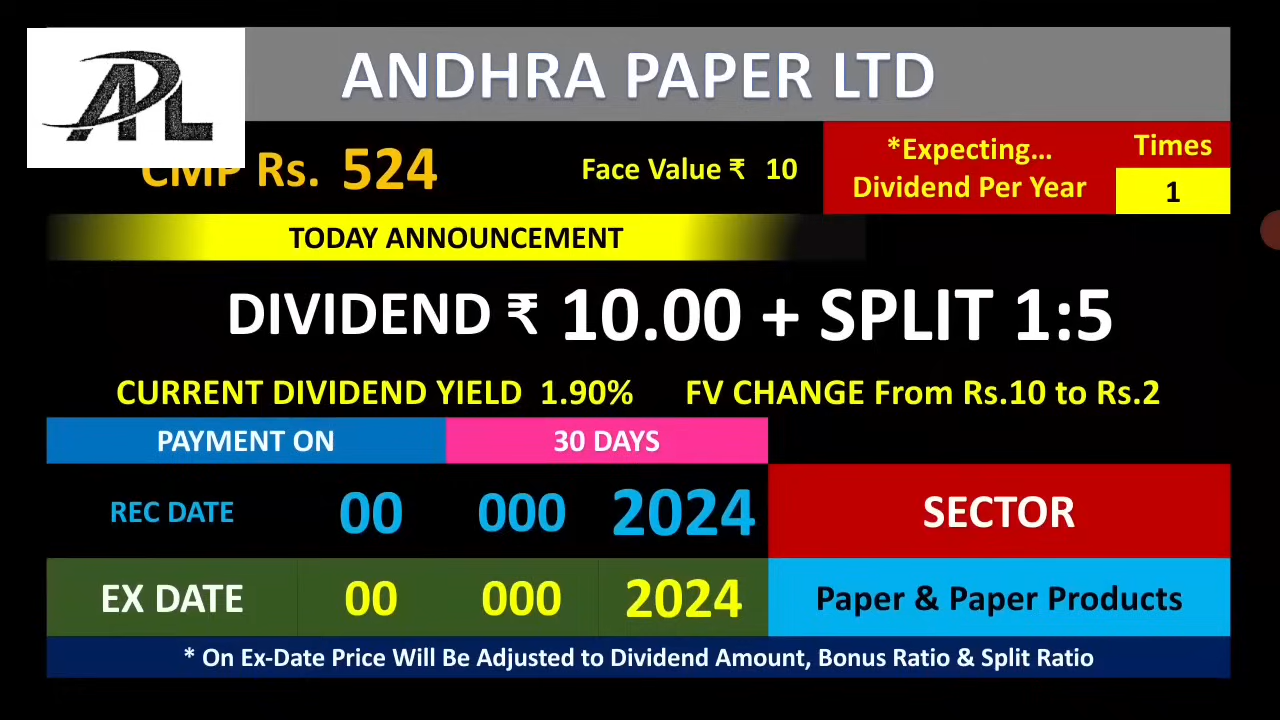 APL
ANDHRA PAPER LTD
CMP Rs. 524
Face Value ₹ 10
*Expecting...
Dividend Per Year
Times
1
TODAY ANNOUNCEMENT
DIVIDEND ₹ 10.00 + SPLIT 1:5
CURRENT DIVIDEND YIELD 1.90% FV CHANGE From Rs.10 to Rs.2
PAYMENT ON 30 DAYS
REC DATE 00 000 2024
SECTOR
EX DATE 00 000 2024
Paper & Paper Products
* On Ex-Date Price Will Be Adjusted to Dividend Amount, Bonus Ratio & Split Ratio